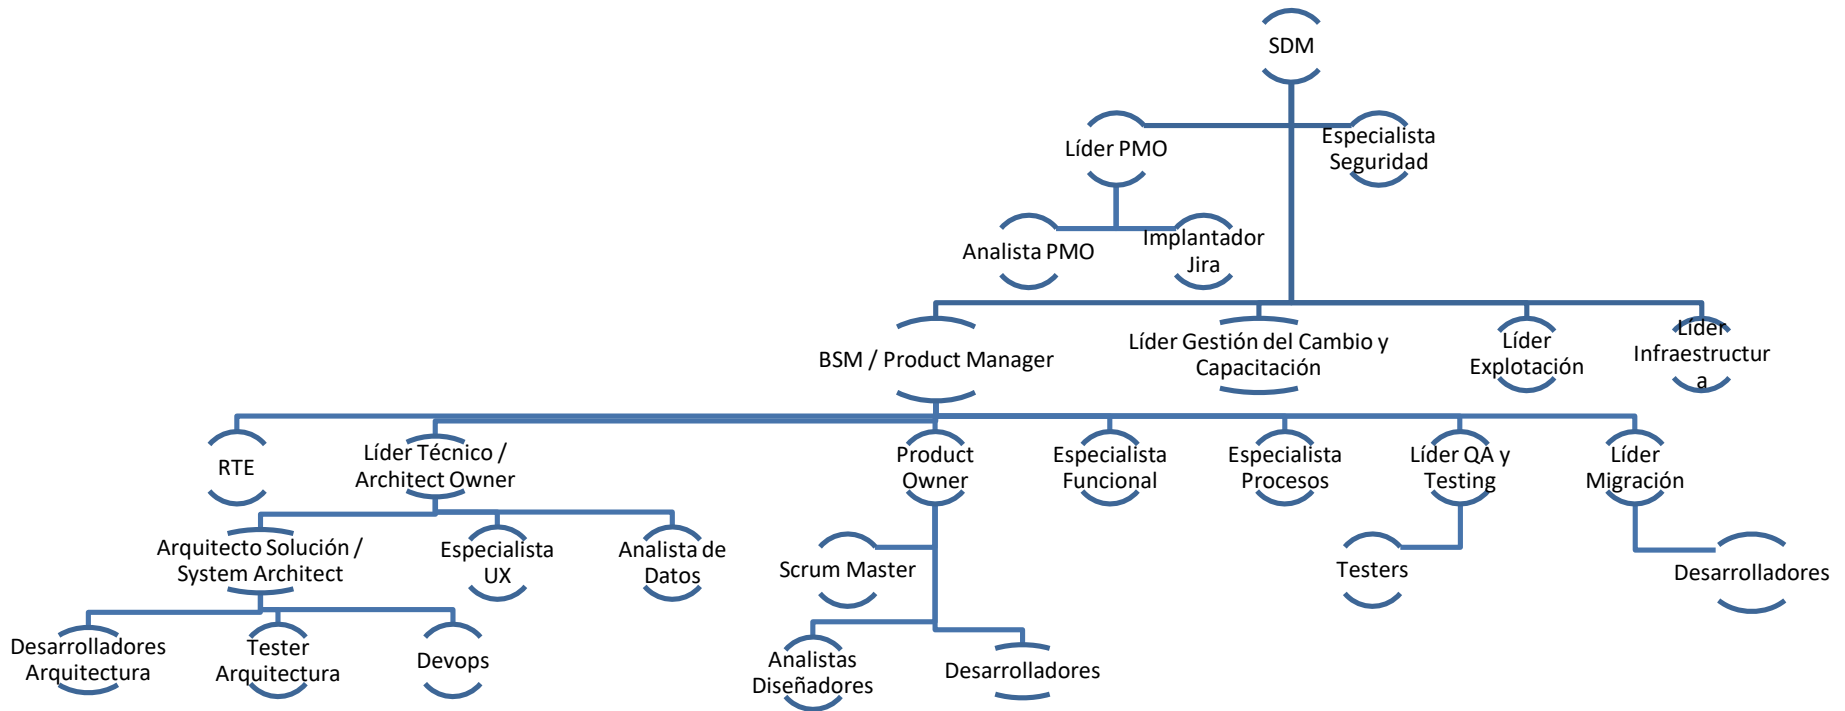 SDM
Líder PMO
Especialista
Seguridad
Analista PMO
Implantador
Jira
BSM / Product Manager
Líder Gestión del Cambio y
Capacitación
Líder
Explotación
Líder
Infraestructur
a
RTE
Líder Técnico /
Architect Owner
Product
Owner
Especialista
Funcional
Especialista
Procesos
Líder QA y
Testing
Líder
Migración
Arquitecto Solución /
System Architect
Especialista
UX
Analista de
Datos
Scrum Master
Testers
Desarrolladores
Desarrolladores
Arquitectura
Tester
Arquitectura
Devops
Analistas
Diseñadores
Desarrolladores